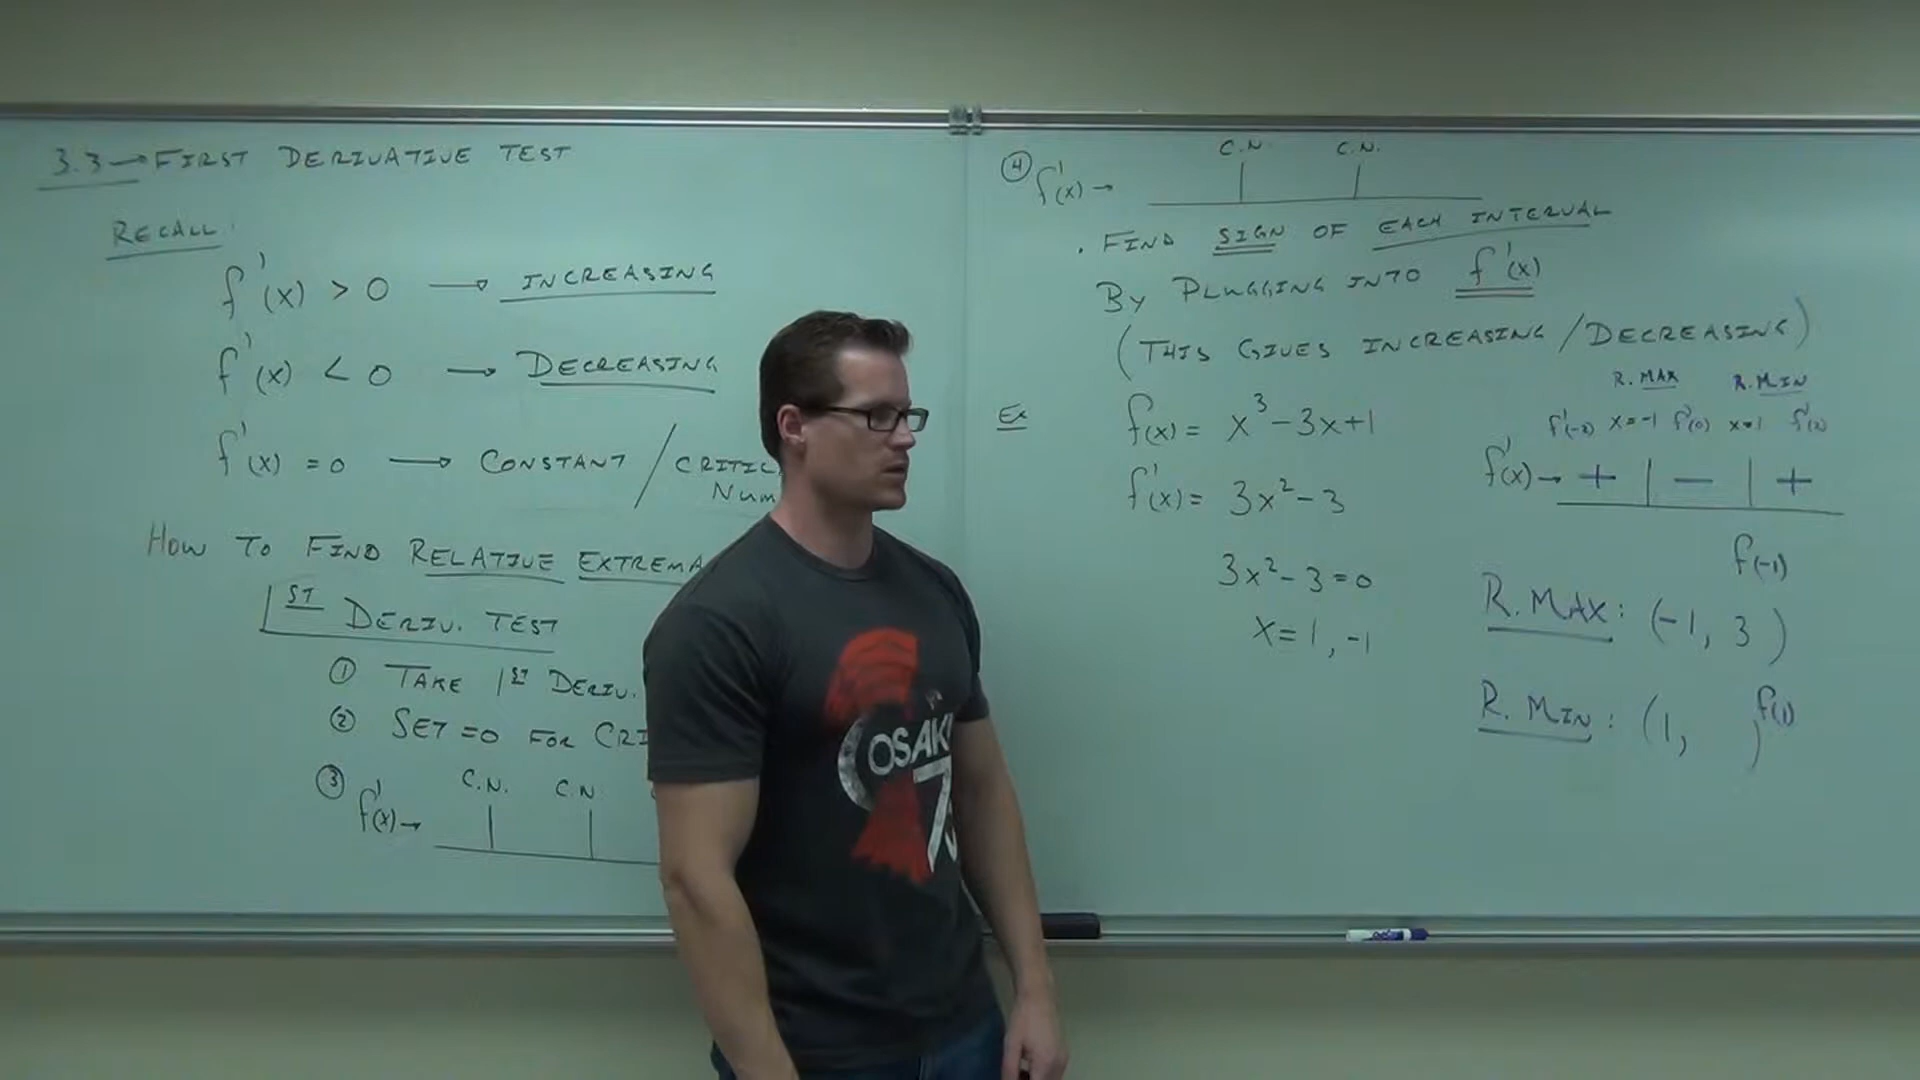 3.3 → FIRST DERIVATIVE TEST
RECALL:
f'(x) > 0 → INCREASING
f'(x) < 0 → DECREASING
f'(x) = 0 → CONSTANT / CRITIC
NUM
HOW TO FIND RELATIVE EXTREMA
1ST DERIV. TEST
① TAKE 1ST DERIV.
② SET =0 FOR CRI
③ f'(x) → C.N. C.N.
④ f'(x) → C.N. C.N.
. FIND SIGN OF EACH INTERVAL
BY PLUGGING INTO f'(x)
(THIS GIVES INCREASING / DECREASING)
Ex f(x) = x³ - 3x + 1
f'(x) = 3x² - 3
3x² - 3 = 0
x = 1, -1
R. MAX R. MIN
f'(-2) x = -1 f'(0) x = 1 f'(2)
f'(x) → + | - | +
f(-1)
R. MAX: (-1, 3)
R. MIN: (1, ) f(1)
OSAK
7